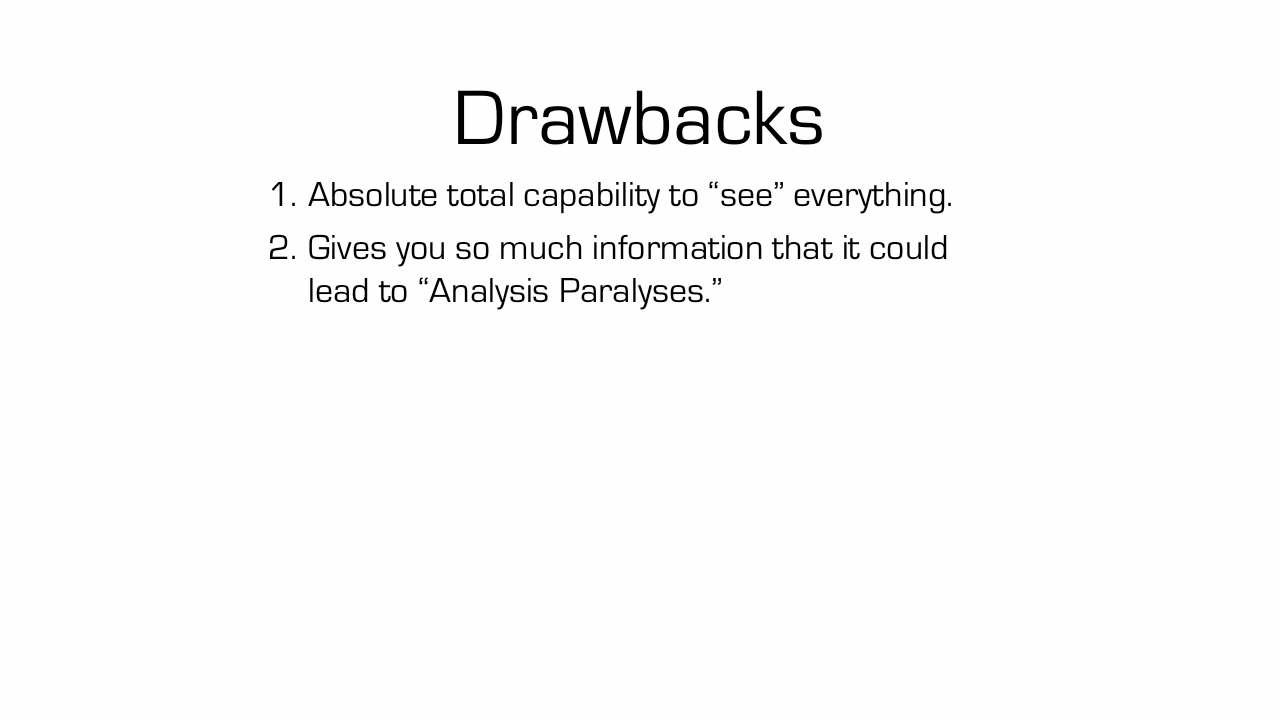 Drawbacks
1. Absolute total capability to “see” everything.
2. Gives you so much information that it could
lead to “Analysis Paralyses.”